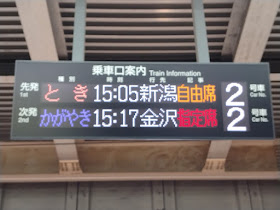 乗車口案内 Train Information
種別 時刻 行先 記事
先発 1st とき 15:05 新潟 自由席 2 号車 Car No.
次発 2nd かがやき 15:17 金沢 指定席 2 号車 Car No.